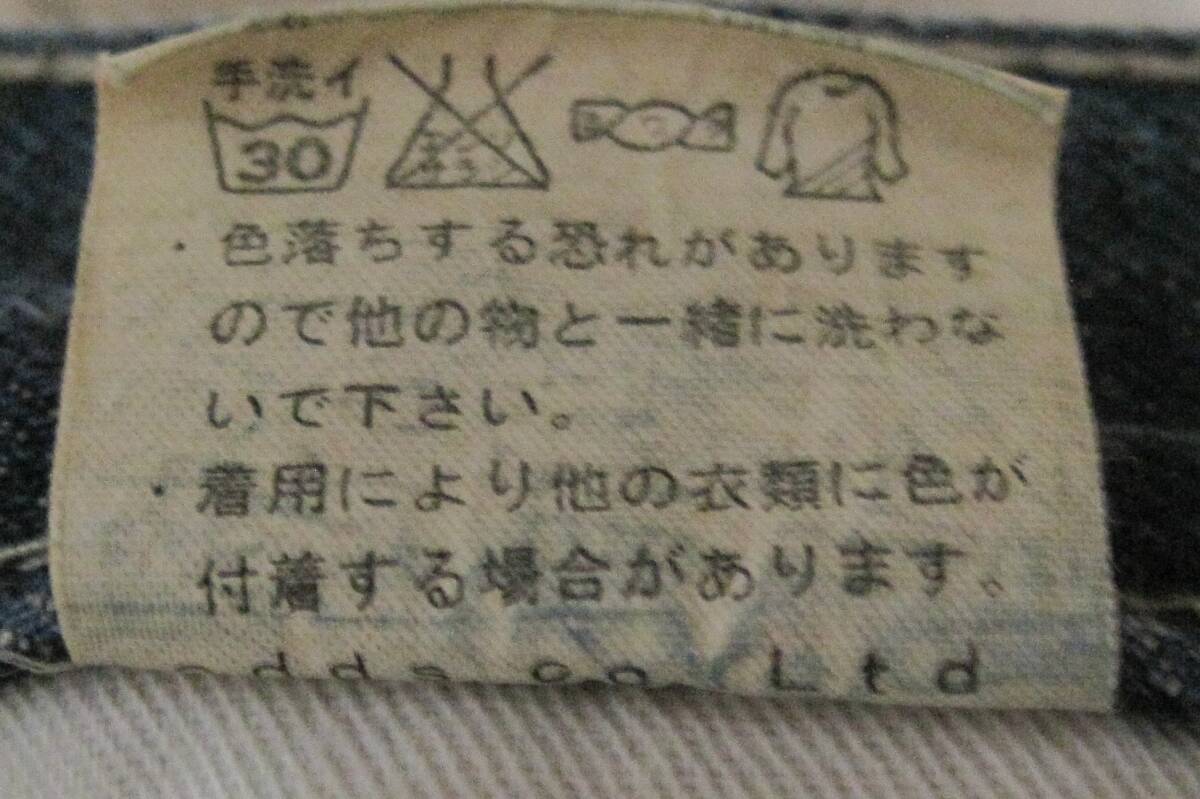 手洗イ
30
・色落ちする恐れがあります
ので他の物と一緒に洗わな
いで下さい。
・着用により他の衣類に色が
付着する場合があります。
Ltd